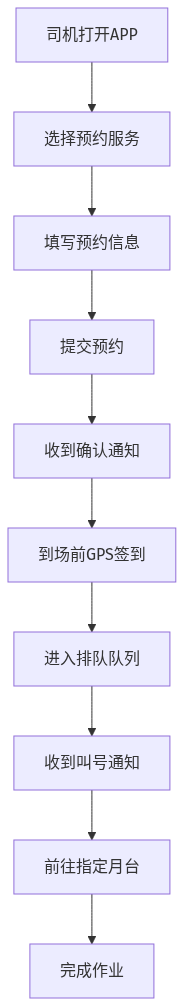 司机打开APP
选择预约服务
填写预约信息
提交预约
收到确认通知
到场前GPS签到
进入排队队列
收到叫号通知
前往指定月台
完成作业